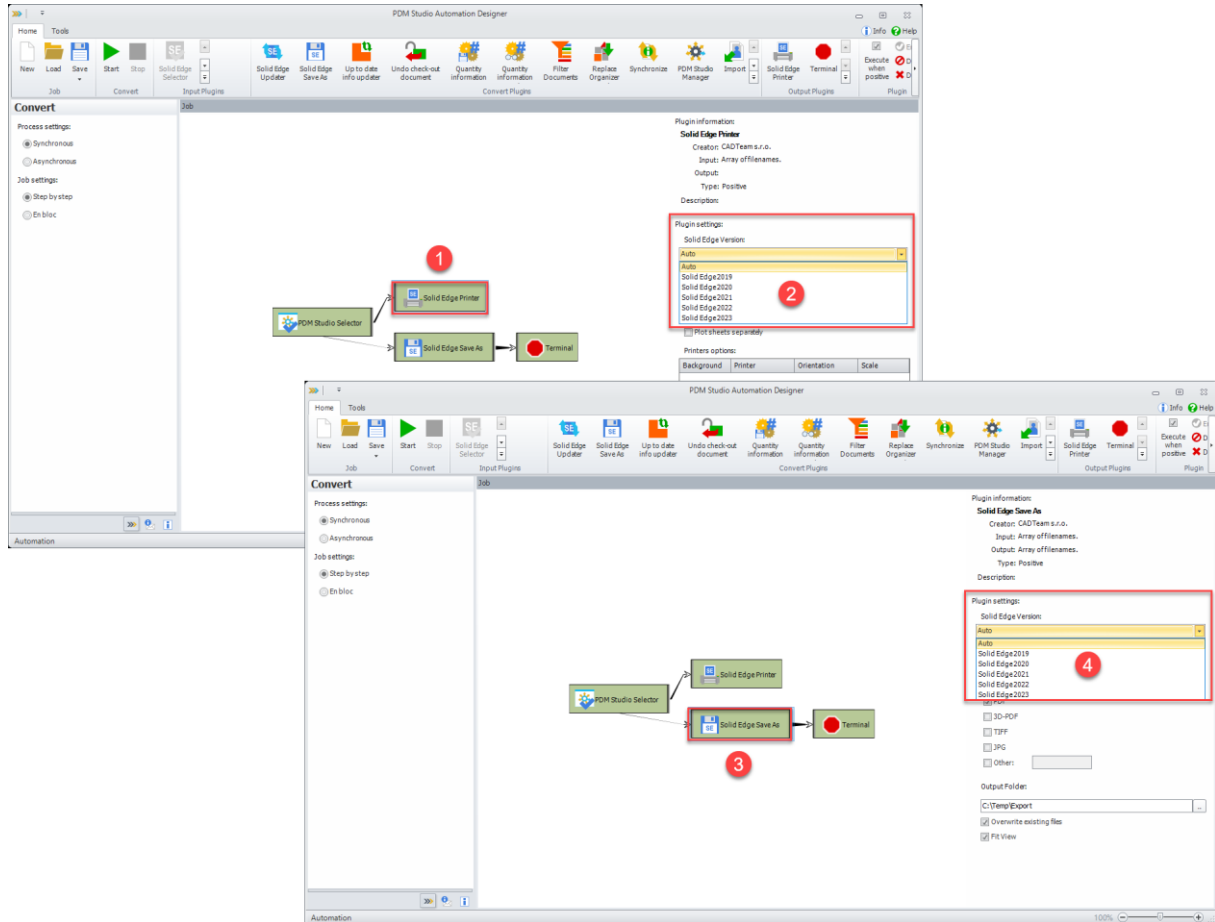 PDM Studio Automation Designer
Home Tools
Info Help
New Load Save Start Stop Solid Edge Selector Solid Edge Updater Solid Edge Save As Up to date info updater Undo check-out document Quantity information Quantity information Filter Documents Replace Organizer Synchronize PDM Studio Manager Import Solid Edge Printer Terminal Execute when positive
Job Convert Input Plugins Convert Plugins Output Plugins Plugin
Convert
Job
Process settings:
Synchronous
Asynchronous
Job settings:
Step by step
En bloc
Plugin information:
Solid Edge Printer
Creator: CADTeam s.r.o.
Input: Array of filenames.
Output:
Type: Positive
Description:
Plugin settings:
Solid Edge Version:
Auto
Auto
Solid Edge2019
Solid Edge2020
Solid Edge2021
Solid Edge2022
Solid Edge2023
Plot sheets separately
Printers options:
Background Printer Orientation Scale
1
2
Solid Edge Printer
PDM Studio Selector
Solid Edge Save As
Terminal
Automation
PDM Studio Automation Designer
Home Tools
Info Help
New Load Save Start Stop Solid Edge Selector Solid Edge Updater Solid Edge Save As Up to date info updater Undo check-out document Quantity information Quantity information Filter Documents Replace Organizer Synchronize PDM Studio Manager Import Solid Edge Printer Terminal Execute when positive
Job Convert Input Plugins Convert Plugins Output Plugins Plugin
Convert
Job
Process settings:
Synchronous
Asynchronous
Job settings:
Step by step
En bloc
Plugin information:
Solid Edge Save As
Creator: CADTeam s.r.o.
Input: Array of filenames.
Output: Array of filenames.
Type: Positive
Description:
Plugin settings:
Solid Edge Version:
Auto
Auto
Solid Edge2019
Solid Edge2020
Solid Edge2021
Solid Edge2022
Solid Edge2023
PDF
3D-PDF
TIFF
JPG
Other:
Output Folder:
C:\Temp\Export
...
Overwrite existing files
Fit View
Solid Edge Printer
PDM Studio Selector
Solid Edge Save As
Terminal
3
4
Automation
100%